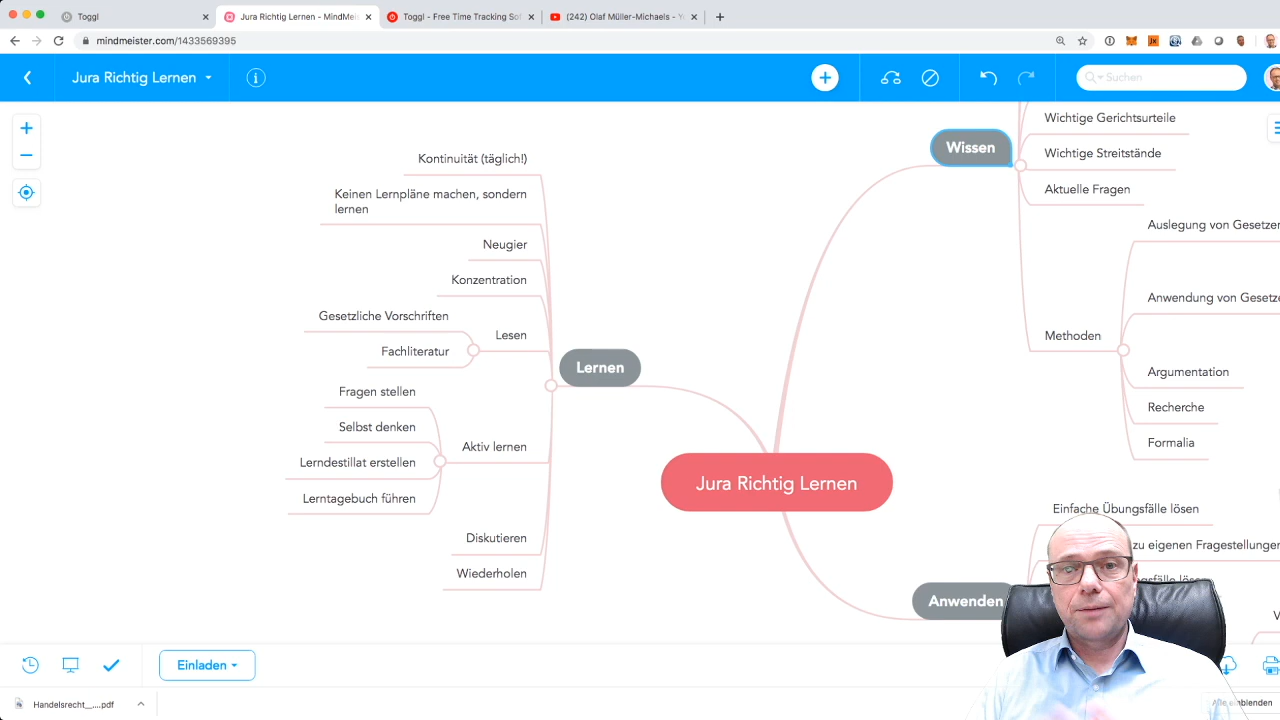 Toggl
Jura Richtig Lernen - MindMeis
Toggl - Free Time Tracking Sof
(242) Olaf Müller-Michaels - Y
mindmeister.com/1433569395
Jura Richtig Lernen
Suchen
Wissen
Wichtige Gerichtsurteile
Wichtige Streitstände
Aktuelle Fragen
Methoden
Auslegung von Gesetzen
Anwendung von Gesetze
Argumentation
Recherche
Formalia
Kontinuität (täglich!)
Keinen Lernpläne machen, sondern
lernen
Neugier
Konzentration
Gesetzliche Vorschriften
Lesen
Fachliteratur
Lernen
Fragen stellen
Selbst denken
Aktiv lernen
Lerndestillat erstellen
Lerntagebuch führen
Diskutieren
Wiederholen
Jura Richtig Lernen
Einfache Übungsfälle lösen
zu eigenen Fragestellungen
Anwenden
V
Einladen
Handelsrecht_....pdf
Alle einblenden